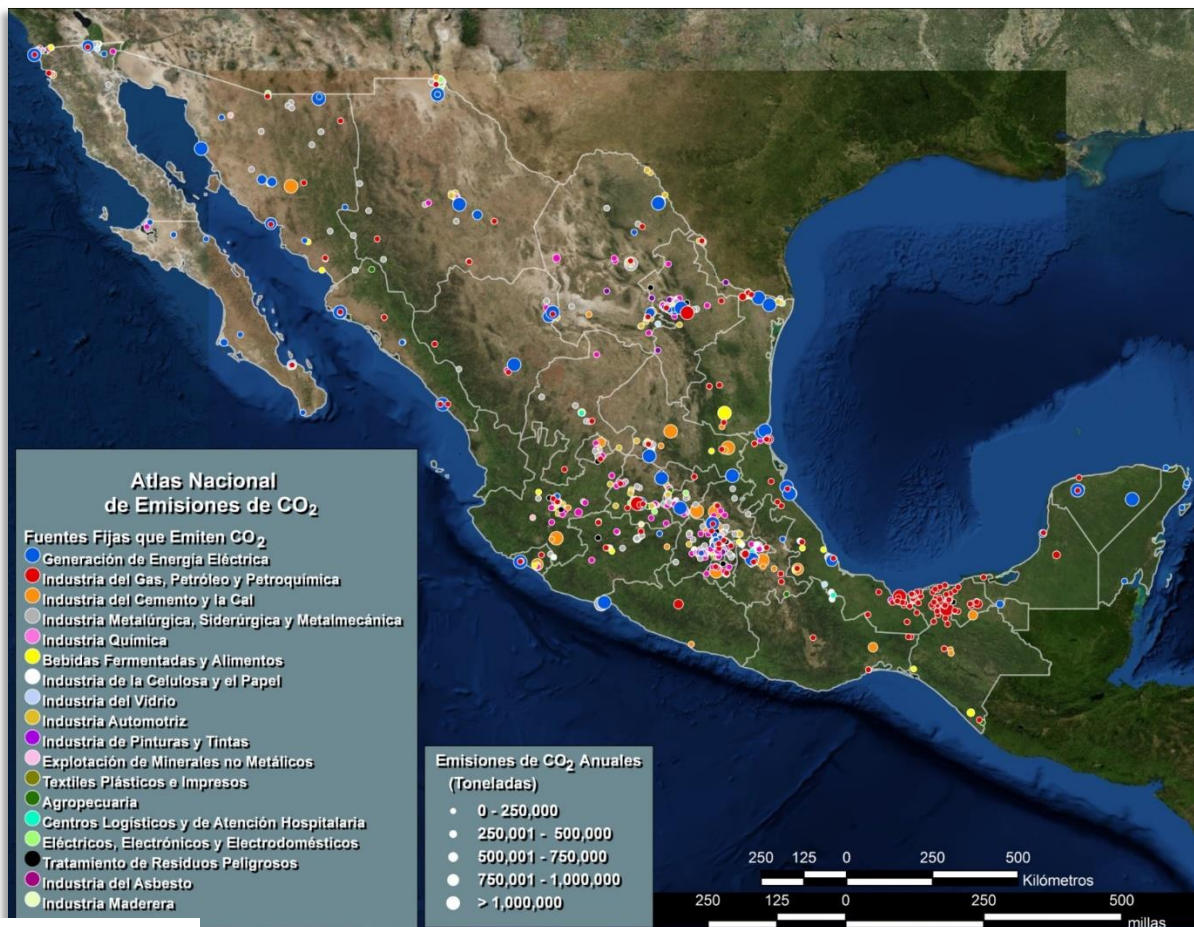 Atlas Nacional
de Emisiones de CO₂
Fuentes Fijas que Emiten CO₂
Generación de Energía Eléctrica
Industria del Gas, Petróleo y Petroquímica
Industria del Cemento y la Cal
Industria Metalúrgica, Siderúrgica y Metalmecánica
Industria Química
Bebidas Fermentadas y Alimentos
Industria de la Celulosa y el Papel
Industria del Vidrio
Industria Automotriz
Industria de Pinturas y Tintas
Explotación de Minerales no Metálicos
Textiles Plásticos e Impresos
Agropecuaria
Centros Logísticos y de Atención Hospitalaria
Eléctricos, Electrónicos y Electrodomésticos
Tratamiento de Residuos Peligrosos
Industria del Asbesto
Industria Maderera
Emisiones de CO₂ Anuales
(Toneladas)
0 - 250,000
250,001 - 500,000
500,001 - 750,000
750,001 - 1,000,000
> 1,000,000
250 125 0 250 500
Kilómetros
250 125 0 250 500
millas